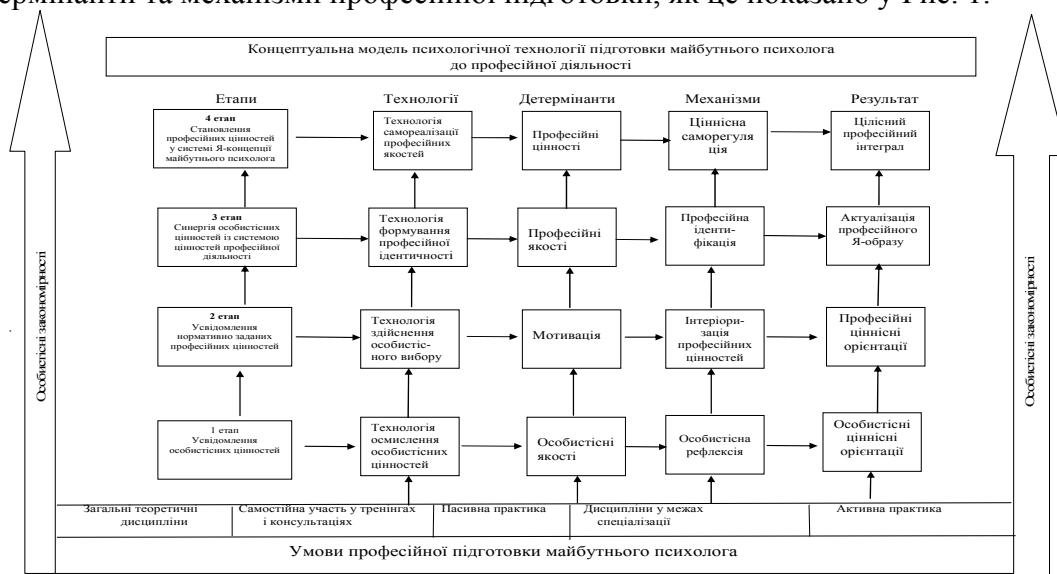 терміната механізми професійної підготовки, як це показано у Рис. 1.
Концептуальна модель психологічної технології підготовки майбутнього психолога
до професійної діяльності
Етапи
Технології
Детермінанти
Механізми
Результат
4 етап
Становлення
професійних цінностей
у системі Я-концепції
майбутнього психолога
Технологія
самореалізації
професійних
якостей
Професійні
цінності
Ціннісна
саморегуля
ція
Цілісний
професійний
інтеграл
3 етап
Синергія особистісних
цінностей із системою
цінностей професійної
діяльності
Технологія
формування
професійної
ідентичності
Професійні
якості
Професійна
іденти-
фікація
Актуалізація
професійного
Я-образу
2 етап
Усвідомлення
нормативно заданих
професійних цінностей
Технологія
здійснення
особистіс-
ного вибору
Мотивація
Інтеріори-
зація
професійних
цінностей
Професійні
ціннісні
орієнтації
1 етап
Усвідомлення
особистісних цінностей
Технологія
осмислення
особистісних
цінностей
Особистісні
якості
Особистісна
рефлексія
Особистісні
ціннісні
орієнтації
Особистісні закономірності
Особистісні закономірності
Загальні теоретичні
дисципліни
Самостійна участь у тренінгах
і консультаціях
Пасивна практика
Дисципліни у межах
спеціалізації
Активна практика
Умови професійної підготовки майбутнього психолога